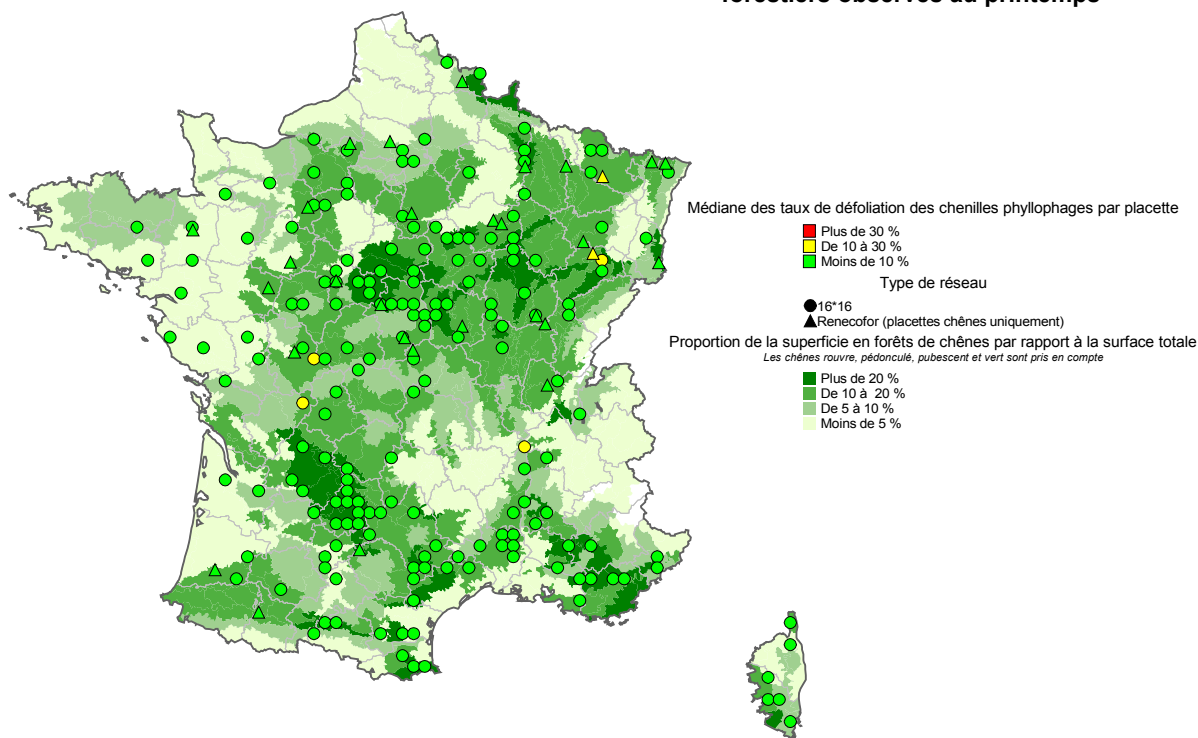 Médiane des taux de défoliation des chenilles phyllophages par placette
Plus de 30 %
De 10 à 30 %
Moins de 10 %
Type de réseau
16*16
Renecofor (placettes chênes uniquement)
Proportion de la superficie en forêts de chênes par rapport à la surface totale
Les chênes rouvre, pédonculé, pubescent et vert sont pris en compte
Plus de 20 %
De 10 à 20 %
De 5 à 10 %
Moins de 5 %